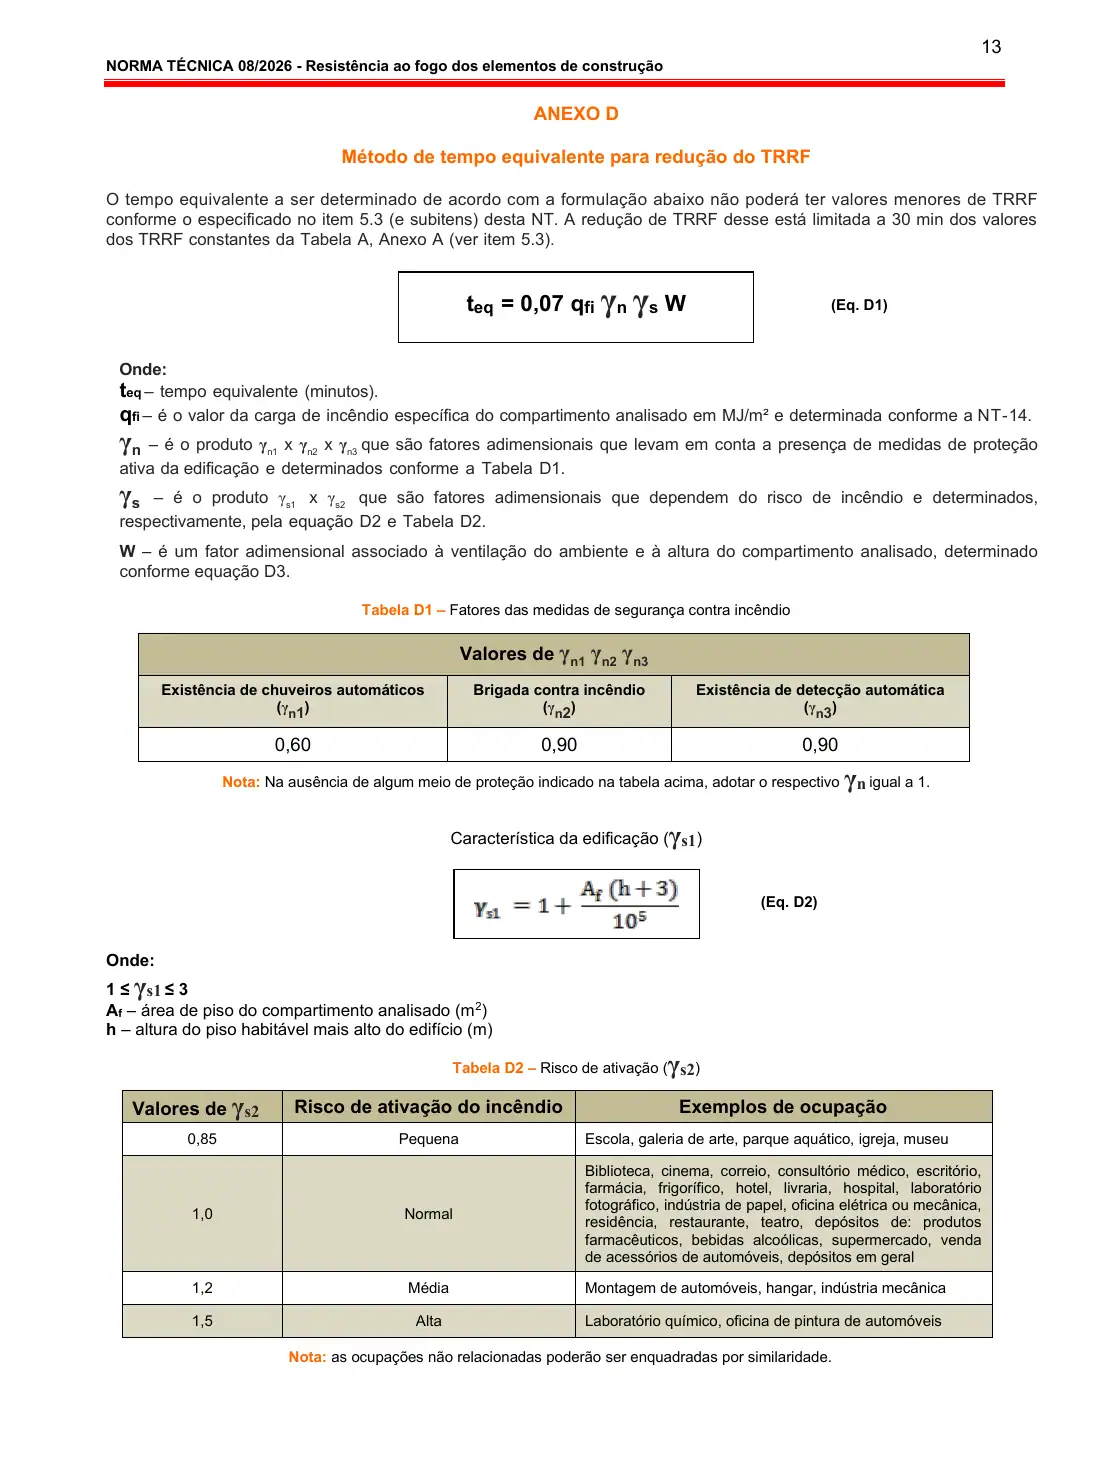 13
NORMA TÉCNICA 08/2026 - Resistência ao fogo dos elementos de construção
ANEXO D
Método de tempo equivalente para redução do TRRF
O tempo equivalente a ser determinado de acordo com a formulação abaixo não poderá ter valores menores de TRRF
conforme o especificado no item 5.3 (e subitens) desta NT. A redução de TRRF desse está limitada a 30 min dos valores
dos TRRF constantes da Tabela A, Anexo A (ver item 5.3).
teq = 0,07 qfi γn γs W
(Eq. D1)
Onde:
teq – tempo equivalente (minutos).
qfi – é o valor da carga de incêndio específica do compartimento analisado em MJ/m² e determinada conforme a NT-14.
γn – é o produto γn1 x γn2 x γn3 que são fatores adimensionais que levam em conta a presença de medidas de proteção
ativa da edificação e determinados conforme a Tabela D1.
γs – é o produto γs1 x γs2 que são fatores adimensionais que dependem do risco de incêndio e determinados,
respectivamente, pela equação D2 e Tabela D2.
W – é um fator adimensional associado à ventilação do ambiente e à altura do compartimento analisado, determinado
conforme equação D3.
Tabela D1 – Fatores das medidas de segurança contra incêndio
Valores de γn1 γn2 γn3
Existência de chuveiros automáticos
(γn1)
Brigada contra incêndio
(γn2)
Existência de detecção automática
(γn3)
0,60
0,90
0,90
Nota: Na ausência de algum meio de proteção indicado na tabela acima, adotar o respectivo γn igual a 1.
Característica da edificação (γs1)
γs1 = 1 + Af (h + 3) / 10⁵
(Eq. D2)
Onde:
1 ≤ γs1 ≤ 3
Af – área de piso do compartimento analisado (m²)
h – altura do piso habitável mais alto do edifício (m)
Tabela D2 – Risco de ativação (γs2)
Valores de γs2
Risco de ativação do incêndio
Exemplos de ocupação
0,85
Pequena
Escola, galeria de arte, parque aquático, igreja, museu
1,0
Normal
Biblioteca, cinema, correio, consultório médico, escritório,
farmácia, frigorífico, hotel, livraria, hospital, laboratório
fotográfico, indústria de papel, oficina elétrica ou mecânica,
residência, restaurante, teatro, depósitos de: produtos
farmacêuticos, bebidas alcoólicas, supermercado, venda
de acessórios de automóveis, depósitos em geral
1,2
Média
Montagem de automóveis, hangar, indústria mecânica
1,5
Alta
Laboratório químico, oficina de pintura de automóveis
Nota: as ocupações não relacionadas poderão ser enquadradas por similaridade.